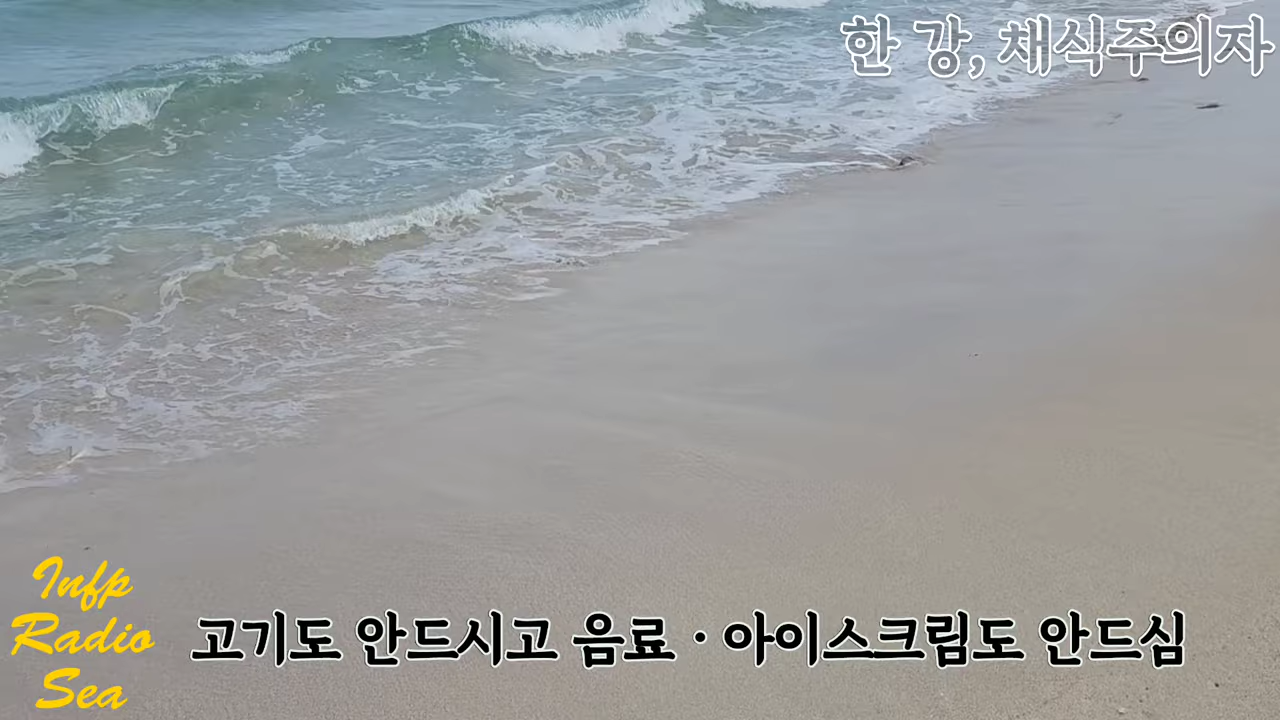 한 강, 채식주의자
고기도 안드시고 음료 · 아이스크림도 안드심
Infp
Radio
Sea